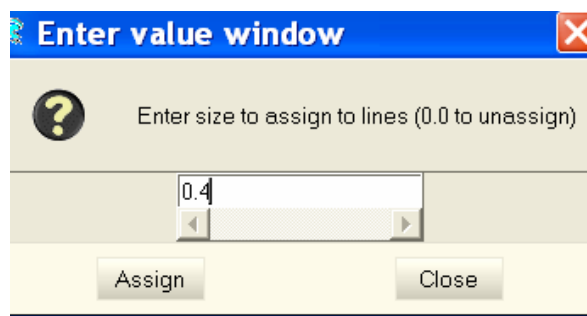 Enter value window
Enter size to assign to lines (0.0 to unassign)
0.4
Assign Close